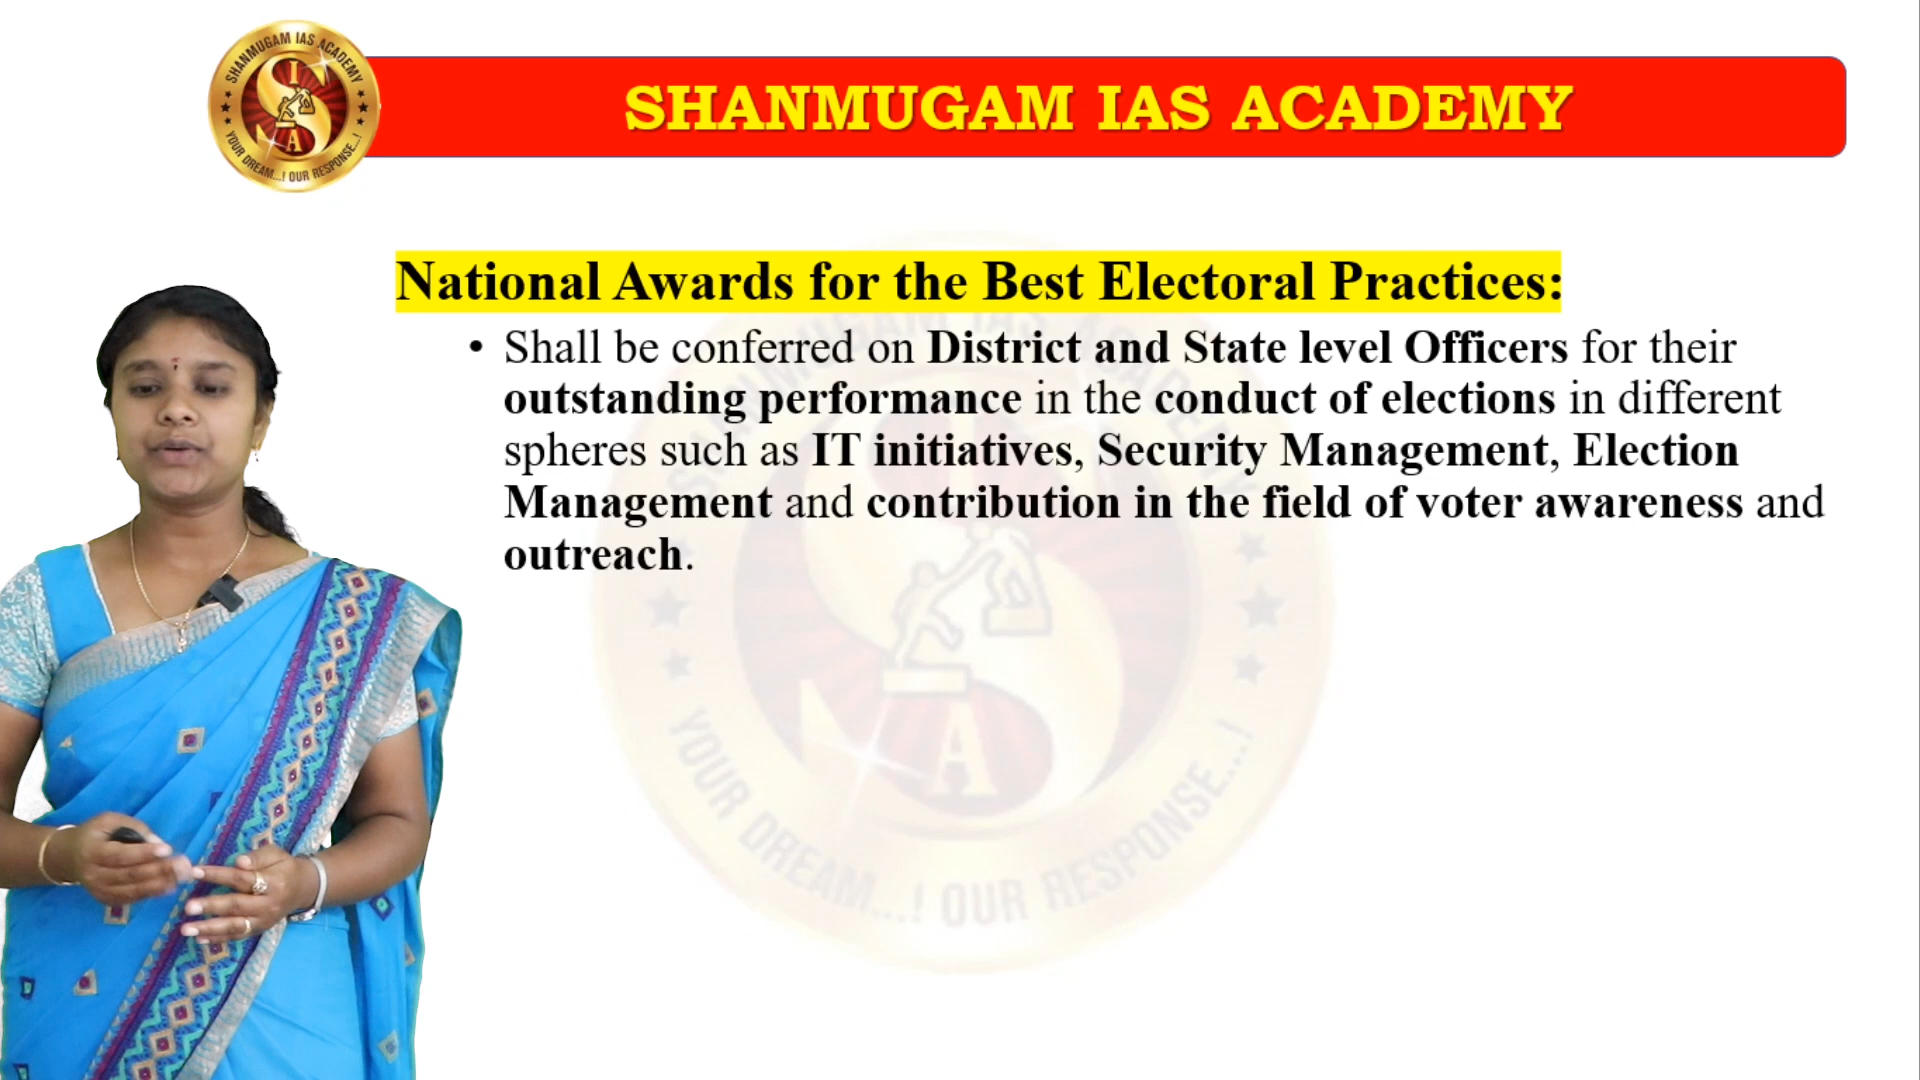 SHANMUGAM IAS ACADEMY
SHANMUGAM IAS ACADEMY
I
S
A
YOUR DREAM...! OUR RESPONSE...!
National Awards for the Best Electoral Practices:
• Shall be conferred on District and State level Officers for their
outstanding performance in the conduct of elections in different
spheres such as IT initiatives, Security Management, Election
Management and contribution in the field of voter awareness and
outreach.
SHANMUGAM IAS ACADEMY
S
A
YOUR DREAM...! OUR RESPONSE...!